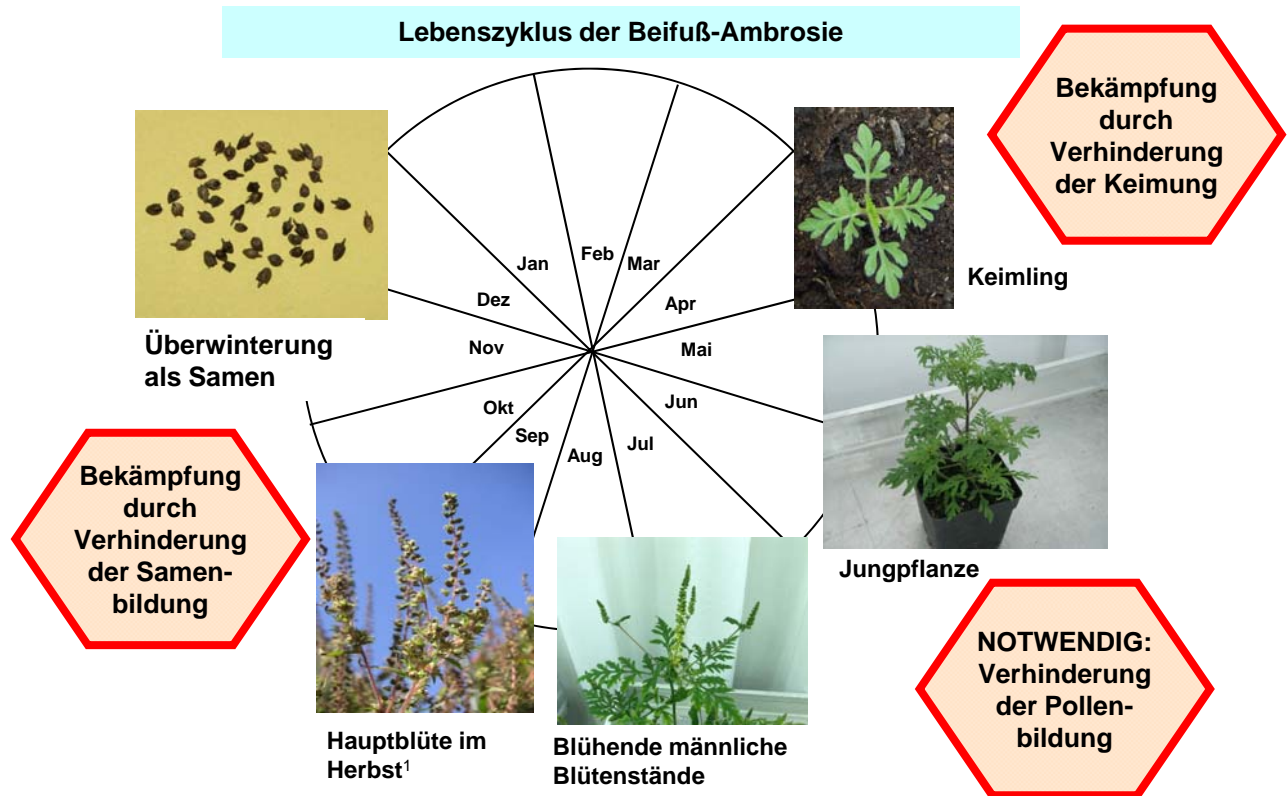 Lebenszyklus der Beifuß-Ambrosie
Bekämpfung
durch
Verhinderung
der Keimung
Jan
Feb
Mar
Dez
Apr
Keimling
Nov
Mai
Überwinterung
als Samen
Okt
Jun
Sep
Aug
Jul
Bekämpfung
durch
Verhinderung
der Samen-
bildung
Jungpflanze
NOTWENDIG:
Verhinderung
der Pollen-
bildung
Hauptblüte im
Herbst¹
Blühende männliche
Blütenstände